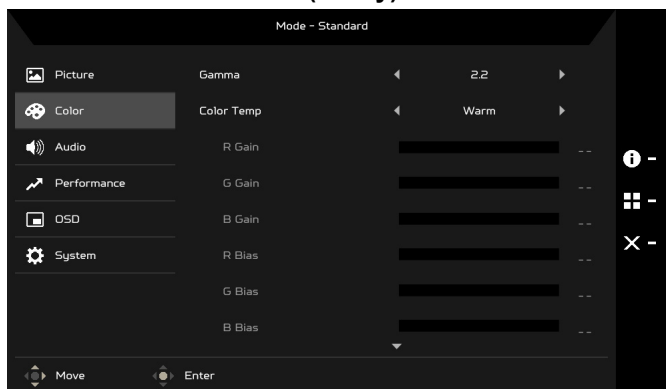 Mode - Standard
Picture
Gamma 2.2
Color
Color Temp Warm
Audio
R Gain --
Performance
G Gain --
OSD
B Gain --
System
R Bias --
G Bias --
B Bias --
Move Enter